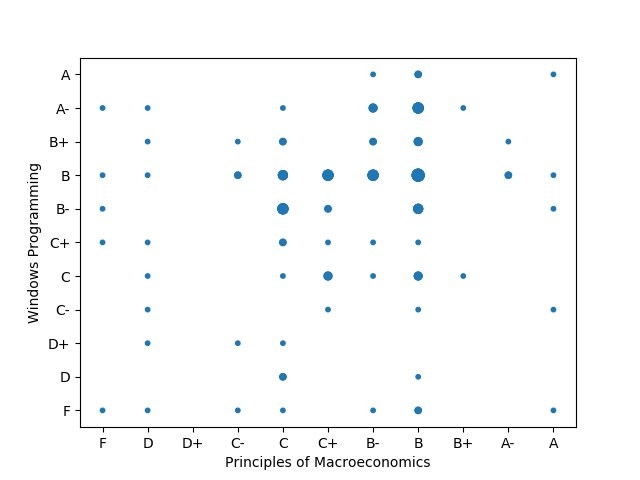 A
A-
B+
B
B-
C+
C
C-
D+
D
F
Windows Programming
F D D+ C- C C+ B- B B+ A- A
Principles of Macroeconomics